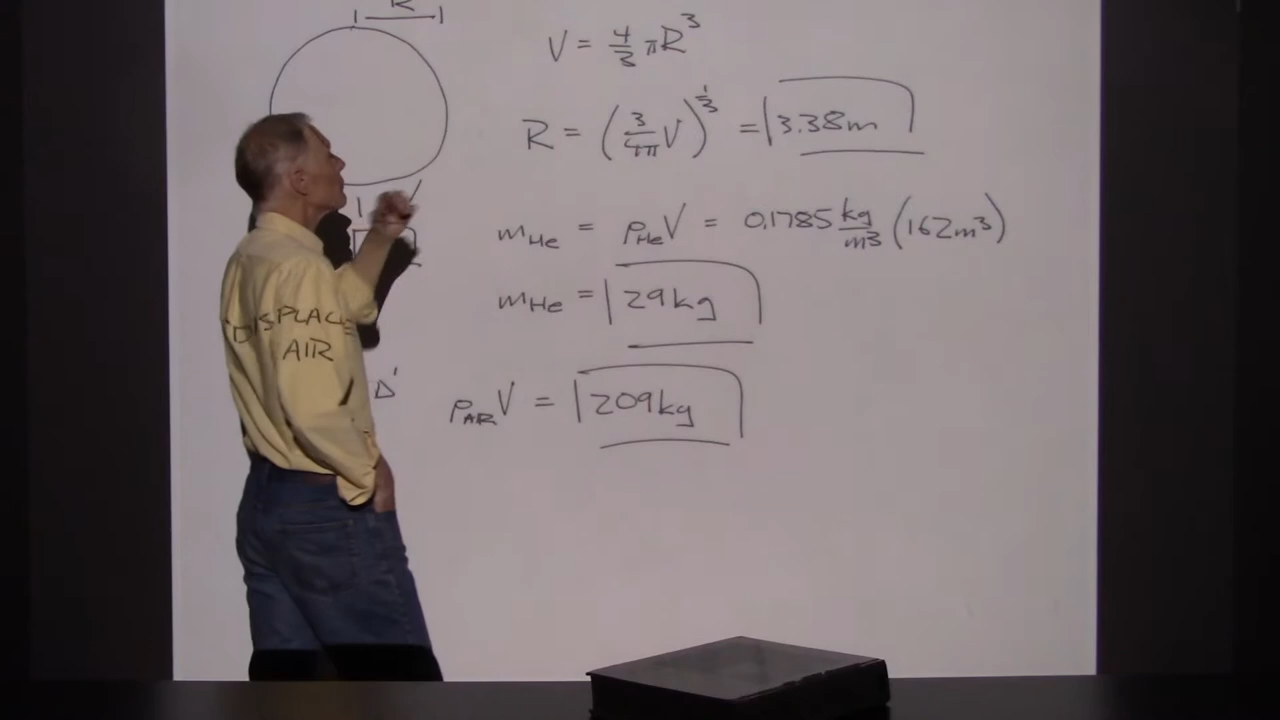 R
V = 4/3 πR³
R = (3/4π V)^1/3 = 3.38m
m_He = ρ_He V = 0.1785 kg/m³ (162m³)
m_He = 29kg
DISPLACE
AIR
ρ_AIR V = 209kg